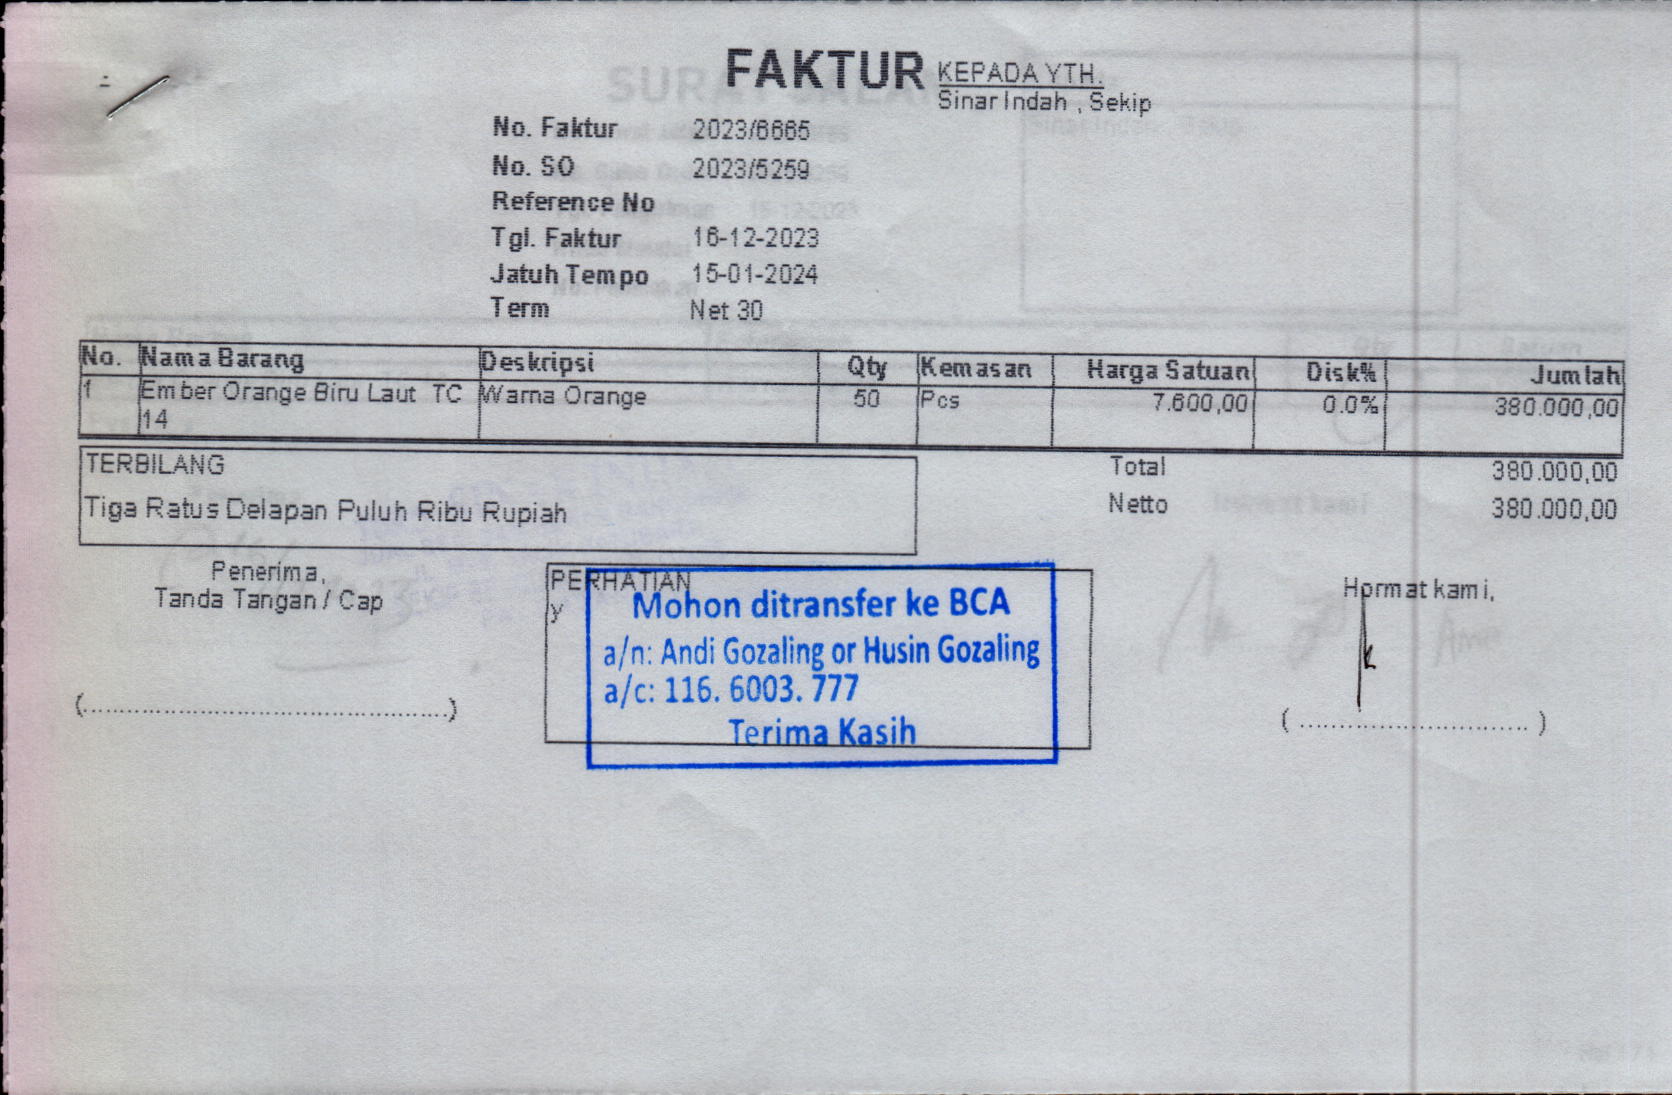 FAKTUR
KEPADA YTH.
Sinar Indah , Sekip
No. Faktur 2023/6665
No. SO 2023/5259
Reference No
Tgl. Faktur 16-12-2023
Jatuh Tempo 15-01-2024
Term Net 30
No. Nama Barang Deskripsi Qty Kemasan Harga Satuan Disk% Jumlah
1 Ember Orange Biru Laut TC Warna Orange 50 Pcs 7.600,00 0.0% 380.000,00
14
TERBILANG
Tiga Ratus Delapan Puluh Ribu Rupiah
Total 380.000,00
Netto 380.000,00
Penerima,
Tanda Tangan / Cap
(..................................................)
PERHATIAN
y
Mohon ditransfer ke BCA
a/n: Andi Gozaling or Husin Gozaling
a/c: 116. 6003. 777
Terima Kasih
Hormat kami,
( ................................ )